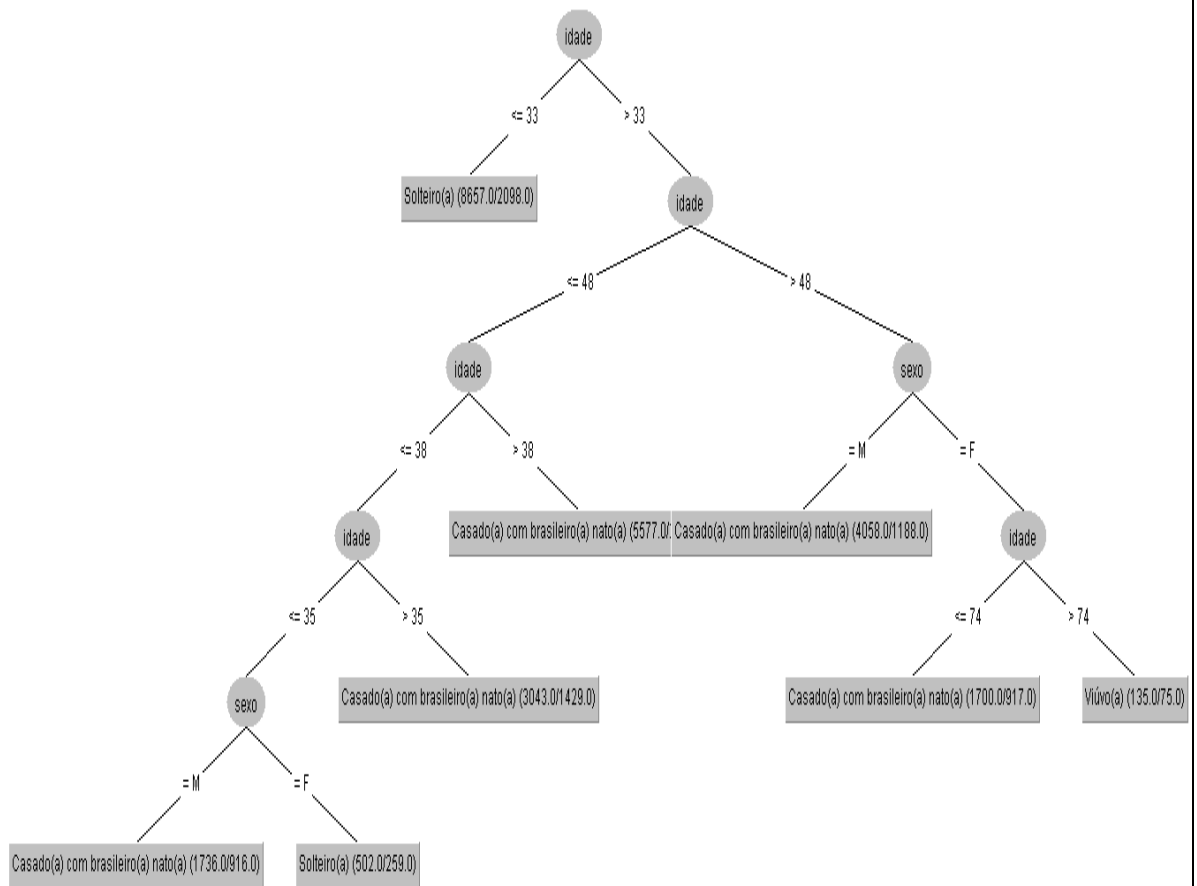 idade
<= 33
> 33
Solteiro(a) (8657.0/2098.0)
idade
<= 48
> 48
idade
sexo
<= 38
> 38
= M
= F
idade
Casado(a) com brasileiro(a) nato(a) (5577.0/
Casado(a) com brasileiro(a) nato(a) (4058.0/1188.0)
idade
<= 35
> 35
<= 74
> 74
sexo
Casado(a) com brasileiro(a) nato(a) (3043.0/1429.0)
Casado(a) com brasileiro(a) nato(a) (1700.0/917.0)
Viúvo(a) (135.0/75.0)
= M
= F
Casado(a) com brasileiro(a) nato(a) (1736.0/916.0)
Solteiro(a) (502.0/259.0)